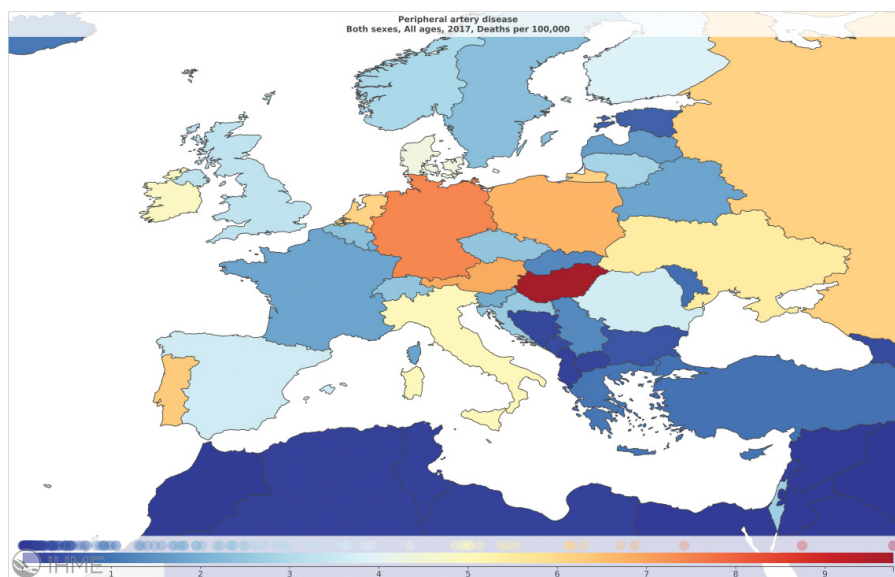 Peripheral artery disease
Both sexes, All ages, 2017, Deaths per 100,000
IHME
1 2 3 4 5 6 7 8 9